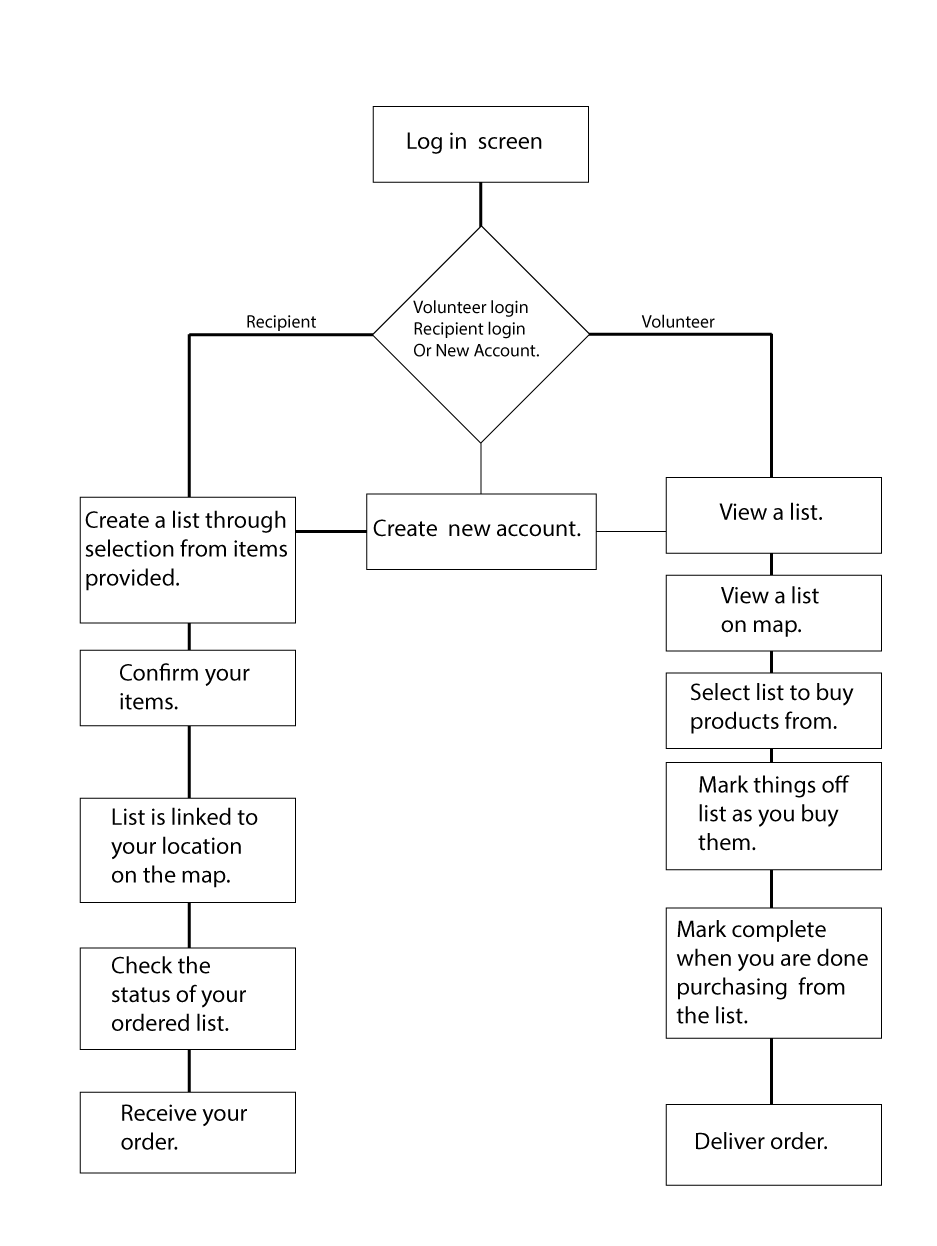 Log in  screen
Volunteer login
Recipient login
Or New Account.
Recipient
Volunteer
Create a list through
selection from items
provided.
Create  new account.
View a list.
View a list
on map.
Confirm your
items.
Select list to buy
products from.
Mark things off
list as you buy
them.
List is linked to
your location
on the map.
Mark complete
when you are done
purchasing  from
the list.
Check the
status of your
ordered list.
Receive your
order.
Deliver order.